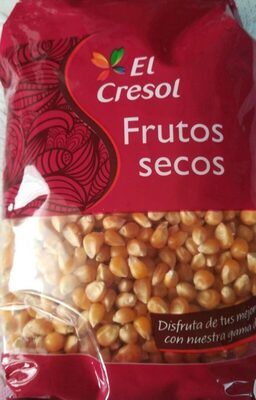 El
Cresol
Frutos
secos
Disfruta de tus
con nuestra gama